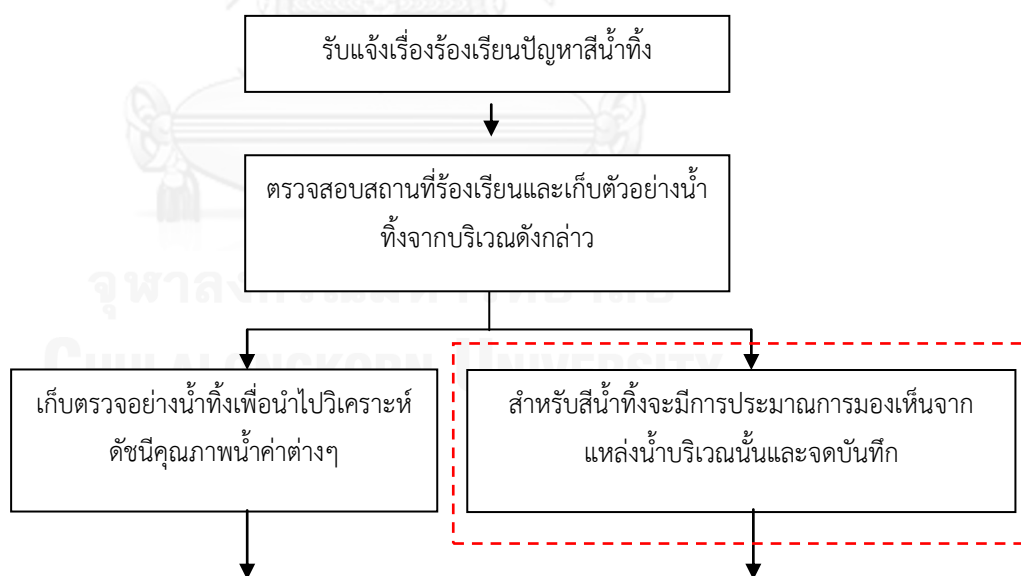 รับแจ้งเรื่องร้องเรียนปัญหาสีน้ำทิ้ง
ตรวจสอบสถานที่ร้องเรียนและเก็บตัวอย่างน้ำ
ทิ้งจากบริเวณดังกล่าว
เก็บตรวจอย่างน้ำทิ้งเพื่อนำไปวิเคราะห์
ดัชนีคุณภาพน้ำค่าต่างๆ
สำหรับสีน้ำทิ้งจะมีการประมาณการมองเห็นจาก
แหล่งน้ำบริเวณนั้นและจดบันทึก